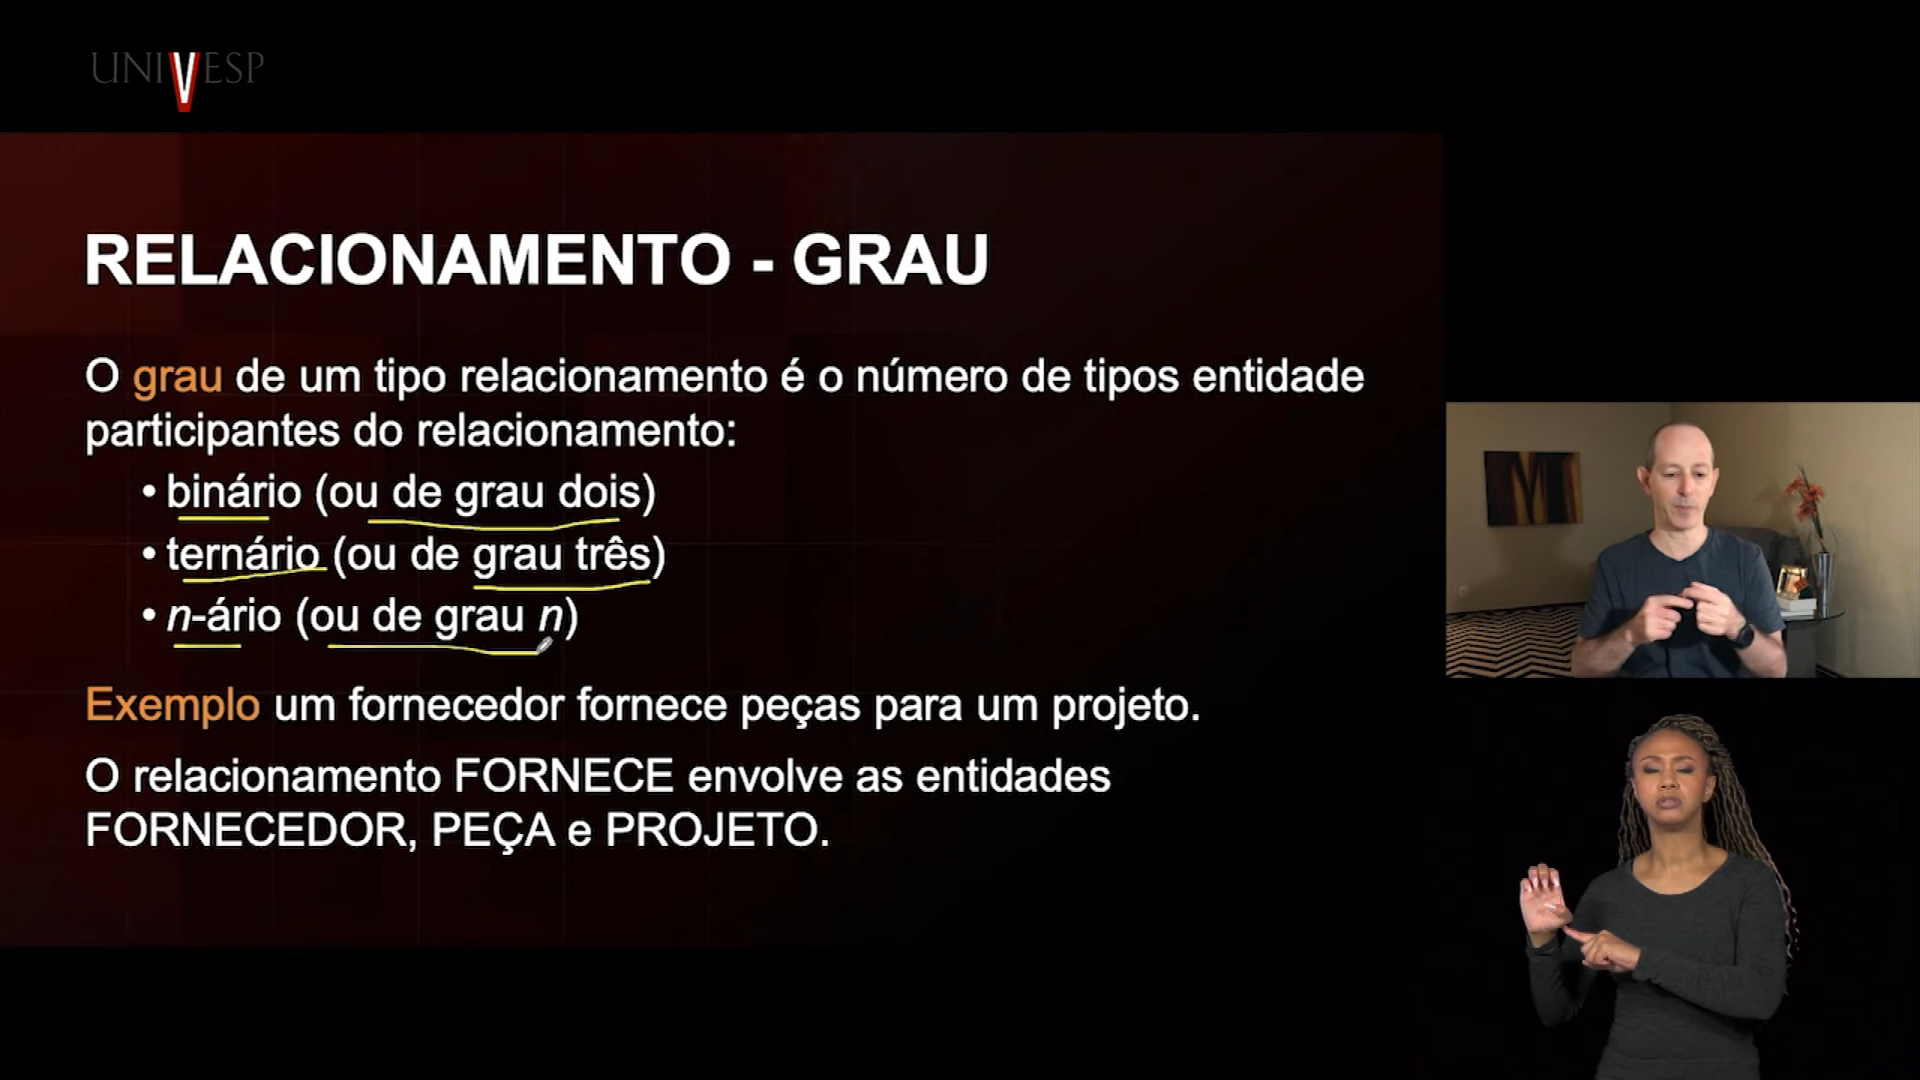 UNIVESP
RELACIONAMENTO - GRAU
O grau de um tipo relacionamento é o número de tipos entidade
participantes do relacionamento:
• binário (ou de grau dois)
• ternário (ou de grau três)
• n-ário (ou de grau n)
Exemplo um fornecedor fornece peças para um projeto.
O relacionamento FORNECE envolve as entidades
FORNECEDOR, PEÇA e PROJETO.